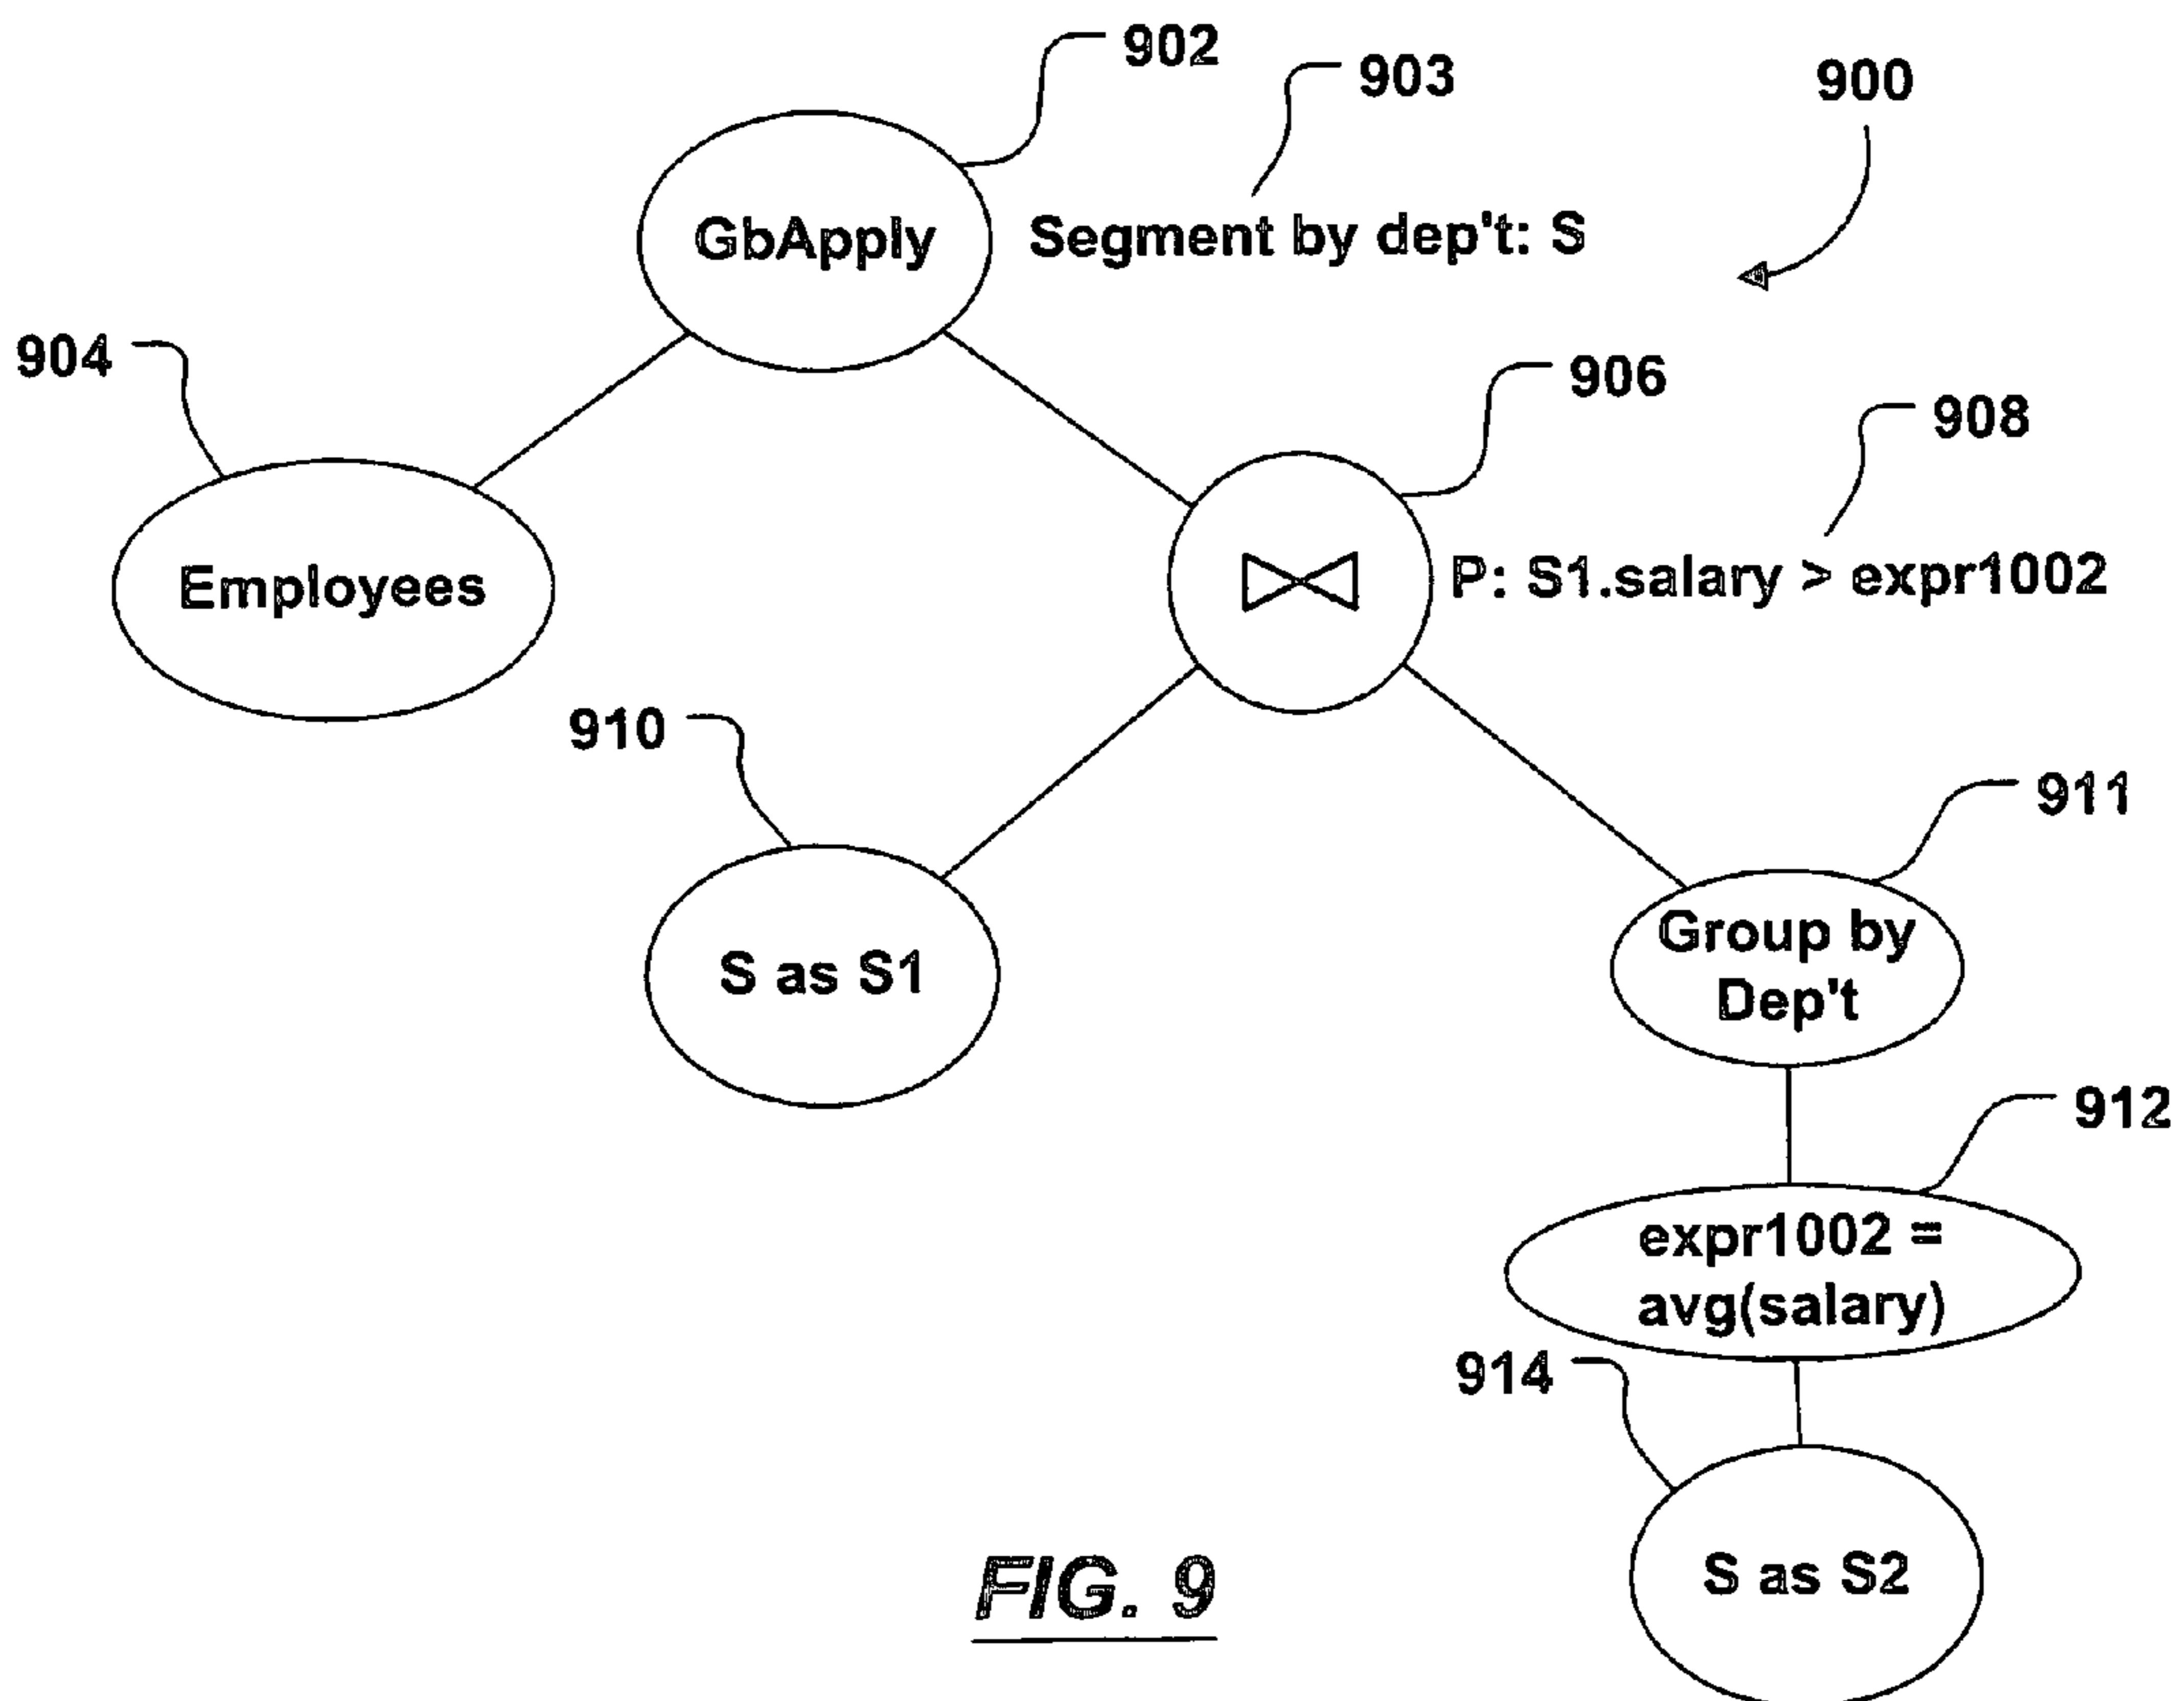 902
903
900
GbApply
Segment by dep't: S
904
906
908
Employees
P: S1.salary > expr1002
910
911
S as S1
Group by
Dep't
912
expr1002 =
avg(salary)
914
S as S2
FIG. 9